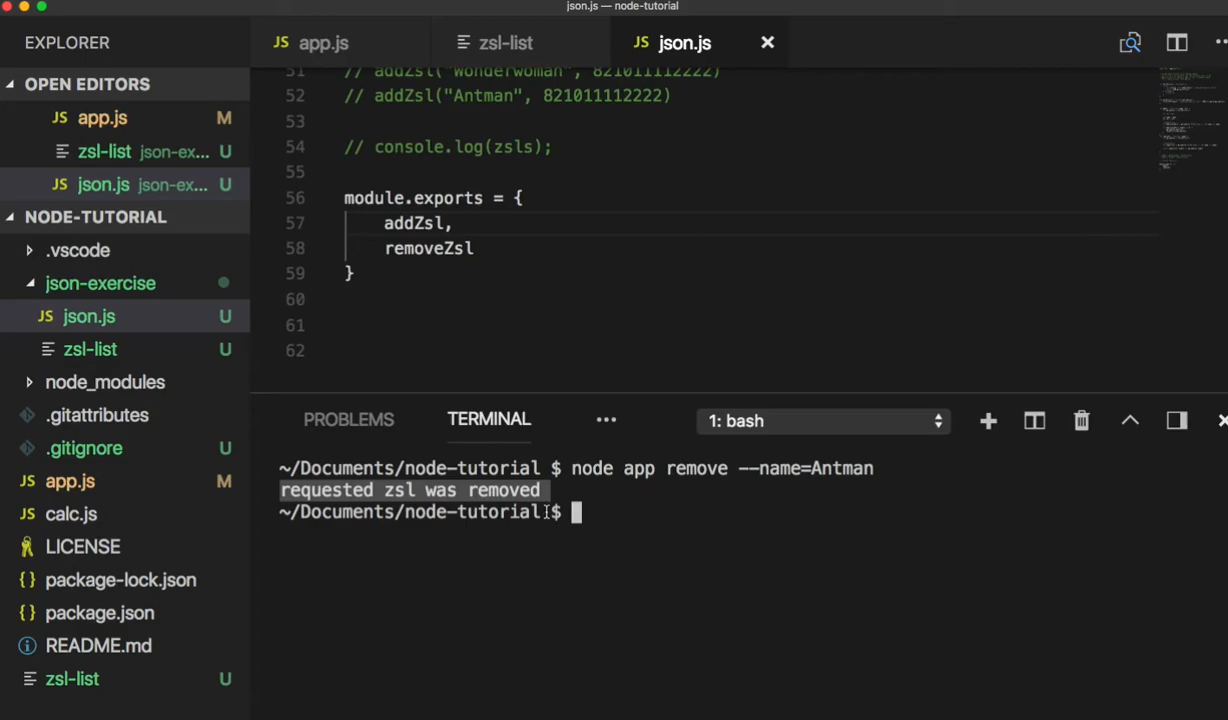 json.js — node-tutorial
EXPLORER
JS app.js
zsl-list
JS json.js
OPEN EDITORS
JS app.js M
zsl-list json-ex... U
JS json.js json-ex... U
NODE-TUTORIAL
.vscode
json-exercise
JS json.js U
zsl-list U
node_modules
.gitattributes
.gitignore U
JS app.js M
JS calc.js
LICENSE
{} package-lock.json
{} package.json
README.md
zsl-list U
51 // addZsl("Wonderwoman", 821011112222)
52 // addZsl("Antman", 821011112222)
53
54 // console.log(zsls);
55
56 module.exports = {
57 addZsl,
58 removeZsl
59 }
60
61
62
PROBLEMS TERMINAL ... 1: bash
~/Documents/node-tutorial $ node app remove --name=Antman
requested zsl was removed
~/Documents/node-tutorial $